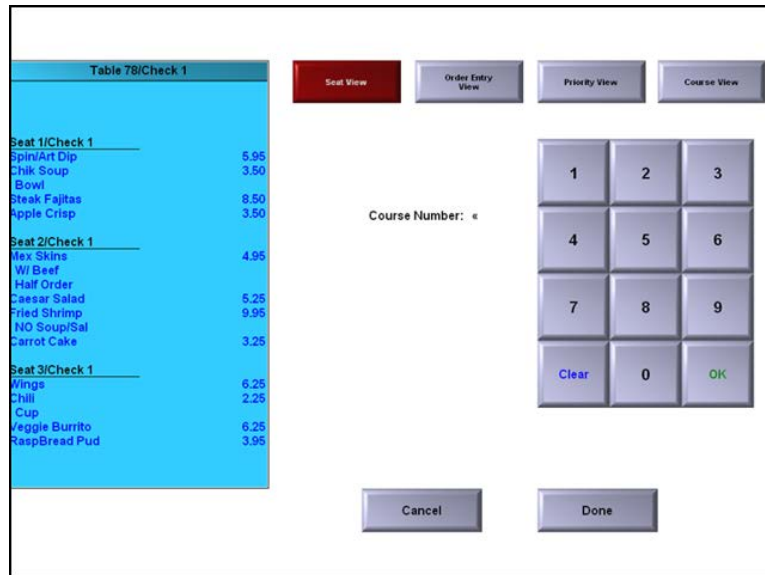 Table 78/Check 1
Seat 1/Check 1
Spin/Art Dip 5.95
Chik Soup 3.50
Bowl
Steak Fajitas 8.50
Apple Crisp 3.50
Seat 2/Check 1
Mex Skins 4.95
W/ Beef
Half Order
Caesar Salad 5.25
Fried Shrimp 9.95
NO Soup/Sal
Carrot Cake 3.25
Seat 3/Check 1
Wings 6.25
Chili 2.25
Cup
Veggie Burrito 6.25
RaspBread Pud 3.95
Seat View
Order Entry
View
Priority View
Course View
Course Number: «
1 2 3
4 5 6
7 8 9
Clear 0 OK
Cancel Done